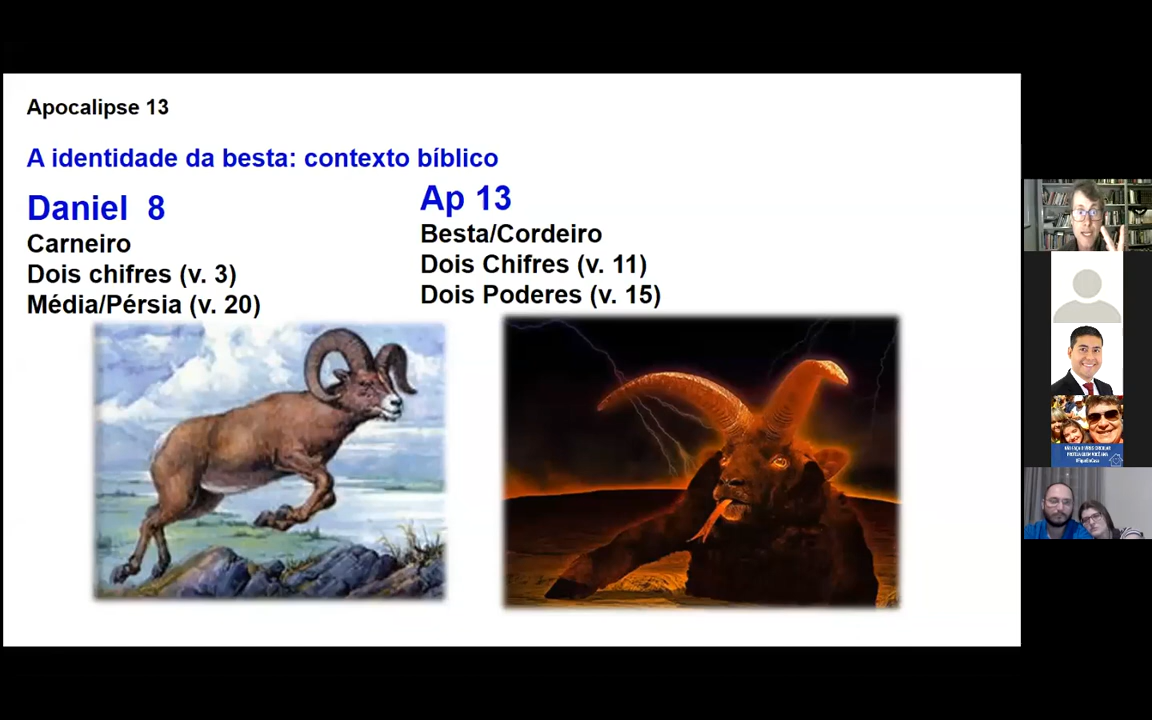 Apocalipse 13
A identidade da besta: contexto bíblico
Daniel 8
Carneiro
Dois chifres (v. 3)
Média/Pérsia (v. 20)
Ap 13
Besta/Cordeiro
Dois Chifres (v. 11)
Dois Poderes (v. 15)